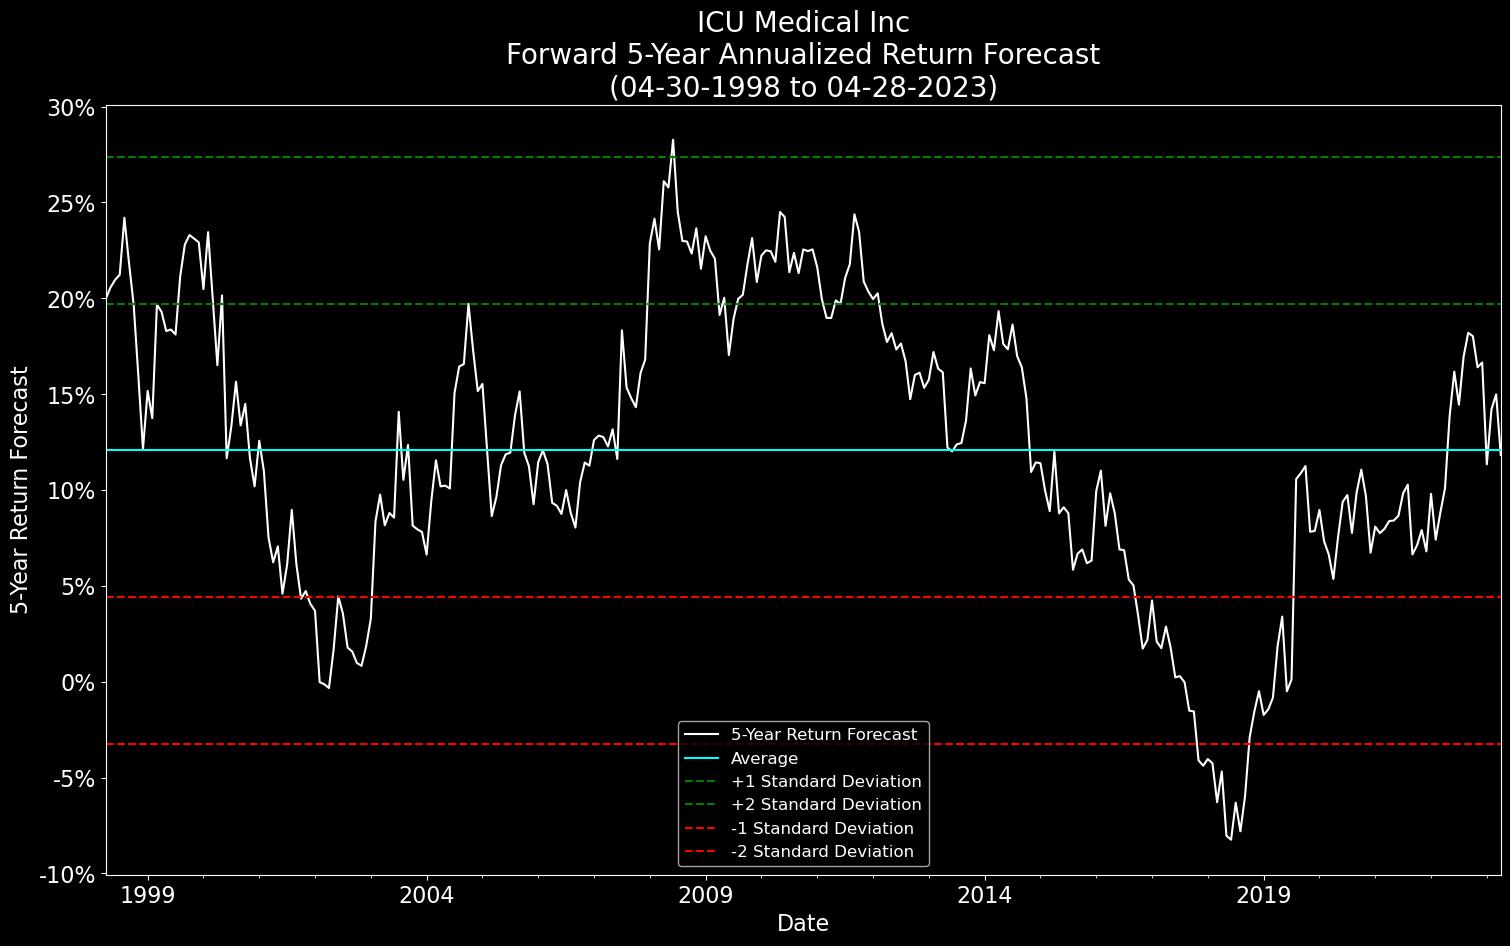 ICU Medical Inc
Forward 5-Year Annualized Return Forecast
(04-30-1998 to 04-28-2023)
30%
25%
20%
15%
10%
5%
0%
-5%
-10%
5-Year Return Forecast
5-Year Return Forecast
Average
+1 Standard Deviation
+2 Standard Deviation
-1 Standard Deviation
-2 Standard Deviation
1999
2004
2009
2014
2019
Date